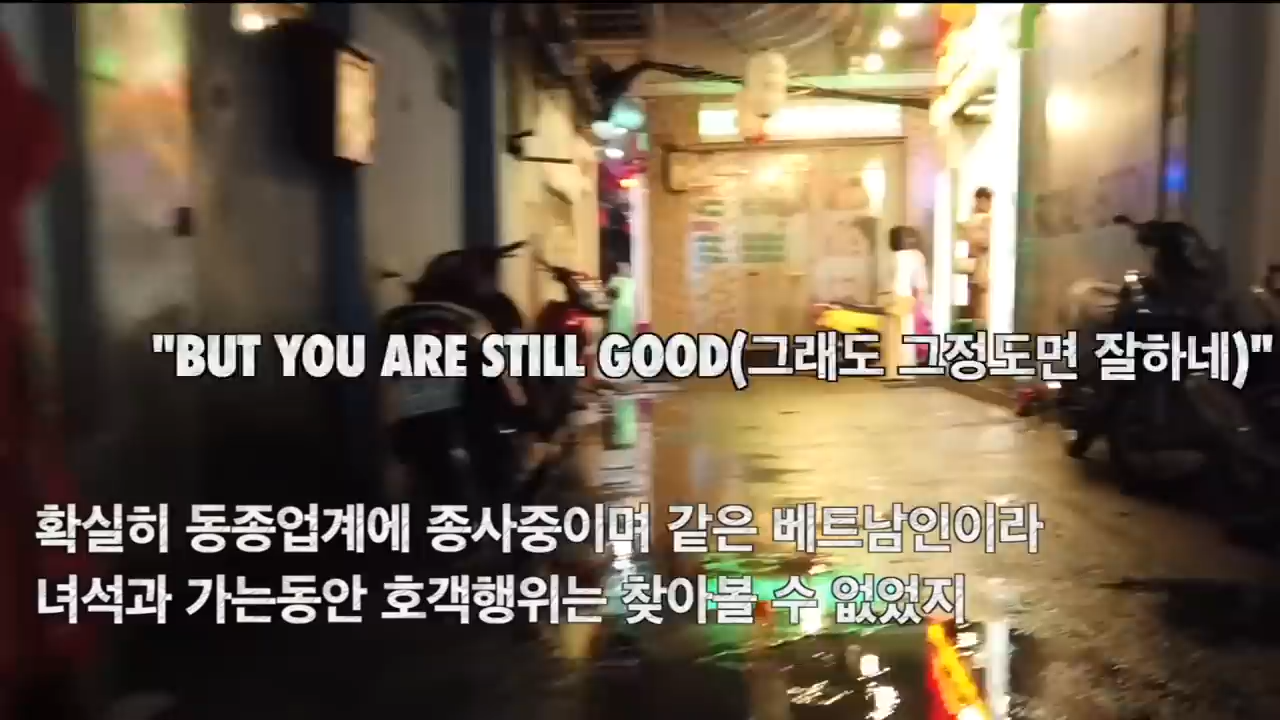 "BUT YOU ARE STILL GOOD(그래도 그정도면 잘하네)"
확실히 동종업계에 종사중이며 같은 베트남인이라
녀석과 가는동안 호객행위는 찾아볼 수 없었지